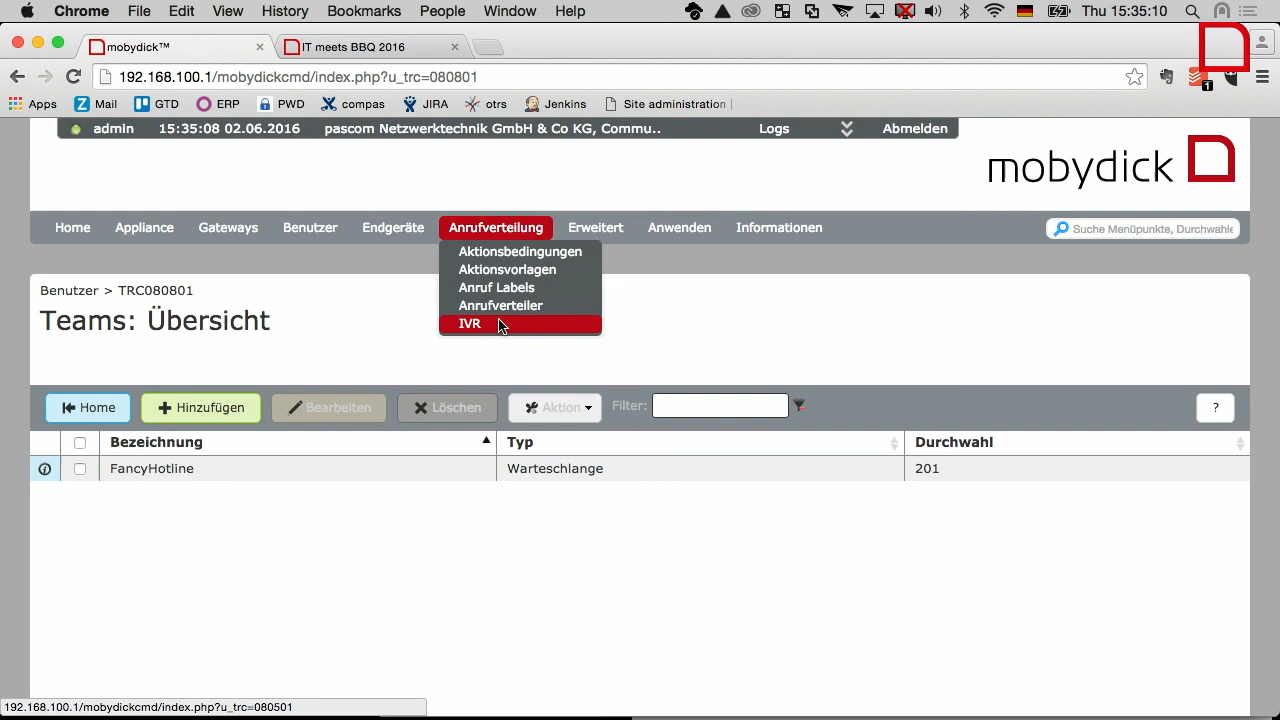 Chrome File Edit View History Bookmarks People Window Help Thu 15:35:10
mobydick™ IT meets BBQ 2016
192.168.100.1/mobydickcmd/index.php?u_trc=080801
1
Apps Mail GTD ERP PWD compas JIRA otrs Jenkins Site administration
admin 15:35:08 02.06.2016 pascom Netzwerktechnik GmbH & Co KG, Commu.. Logs Abmelden
mobydick
Home Appliance Gateways Benutzer Endgeräte Anrufverteilung Erweitert Anwenden Informationen Suche Menüpunkte, Durchwahle
Aktionsbedingungen
Aktionsvorlagen
Anruf Labels
Anrufverteiler
IVR
Benutzer > TRC080801
Teams: Übersicht
Home Hinzufügen Bearbeiten Löschen Aktion Filter: ?
Bezeichnung Typ Durchwahl
FancyHotline Warteschlange 201
192.168.100.1/mobydickcmd/index.php?u_trc=080501